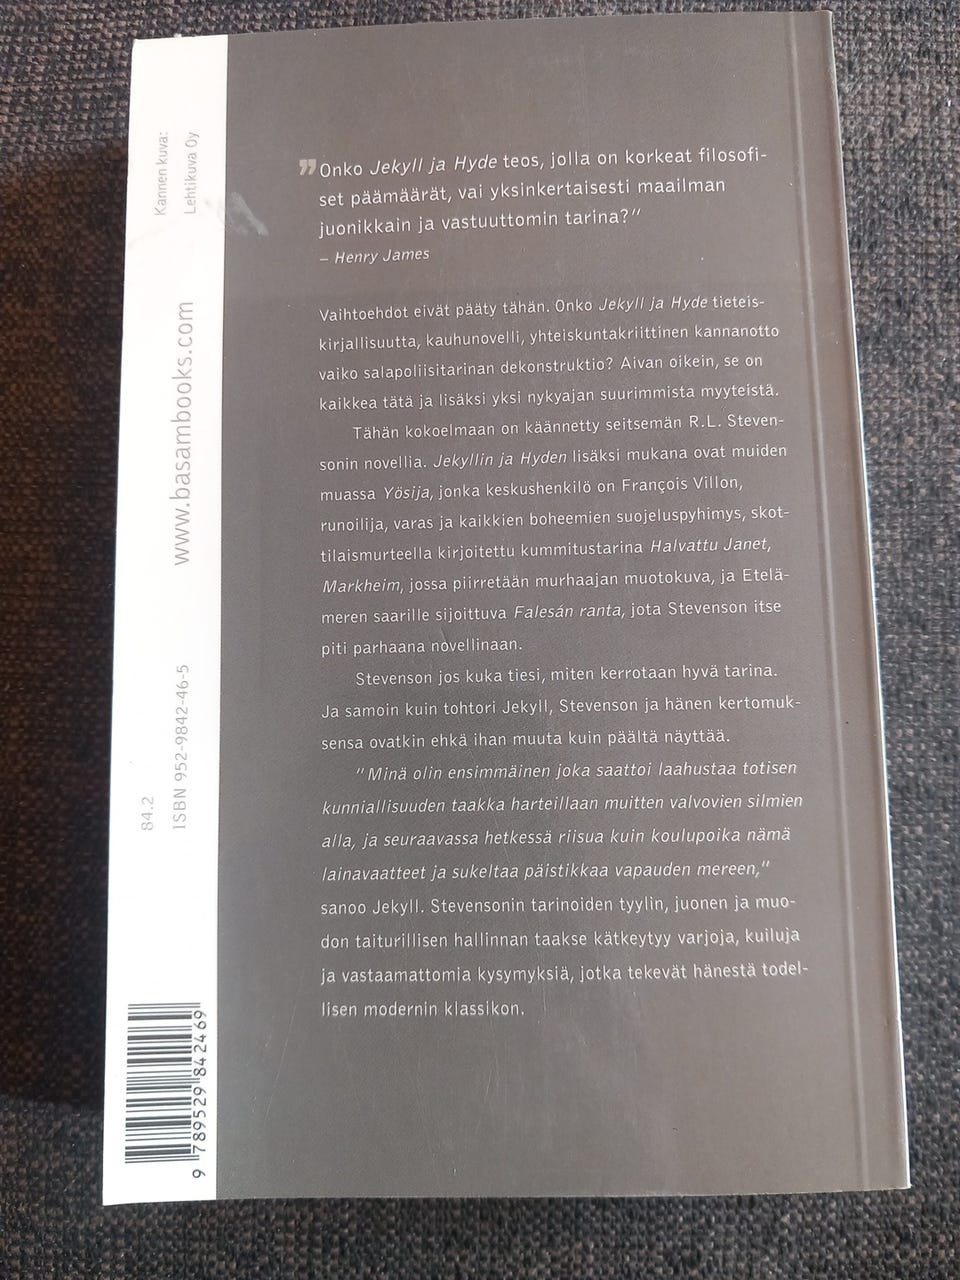 ”Onko Jekyll ja Hyde teos, jolla on korkeat filosofi-
set päämäärät, vai yksinkertaisesti maailman
juonikkain ja vastuuttomin tarina?"
– Henry James
Vaihtoehdot eivät pääty tähän. Onko Jekyll ja Hyde tieteis-
kirjallisuutta, kauhunovelli, yhteiskuntakriittinen kannanotto
vaiko salapoliisitarinan dekonstruktio? Aivan oikein, se on
kaikkea tätä ja lisäksi yksi nykyajan suurimmista myyteistä.
Tähän kokoelmaan on käännetty seitsemän R.L. Steven-
sonin novellia. Jekyllin ja Hyden lisäksi mukana ovat muiden
muassa Yösija, jonka keskushenkilö on François Villon,
runoilija, varas ja kaikkien boheemien suojeluspyhimys, skot-
tilaismurteella kirjoitettu kummitustarina Halvattu Janet,
Markheim, jossa piirretään murhaajan muotokuva, ja Etelä-
meren saarille sijoittuva Falesán ranta, jota Stevenson itse
piti parhaana novellinaan.
Stevenson jos kuka tiesi, miten kerrotaan hyvä tarina.
Ja samoin kuin tohtori Jekyll, Stevenson ja hänen kertomuk-
sensa ovatkin ehkä ihan muuta kuin päältä näyttää.
"Minä olin ensimmäinen joka saattoi laahustaa totisen
kunniallisuuden taakka harteillaan muitten valvovien silmien
alla, ja seuraavassa hetkessä riisua kuin koulupoika nämä
lainavaatteet ja sukeltaa päistikkaa vapauden mereen,"
sanoo Jekyll. Stevensonin tarinoiden tyylin, juonen ja muo-
don taiturillisen hallinnan taakse kätkeytyy varjoja, kuiluja
ja vastaamattomia kysymyksiä, jotka tekevät hänestä todel-
lisen modernin klassikon.
Kannen kuva:
Lehtikuva Oy
www.basambooks.com
84.2
ISBN 952-9842-46-5
9 789529 842469